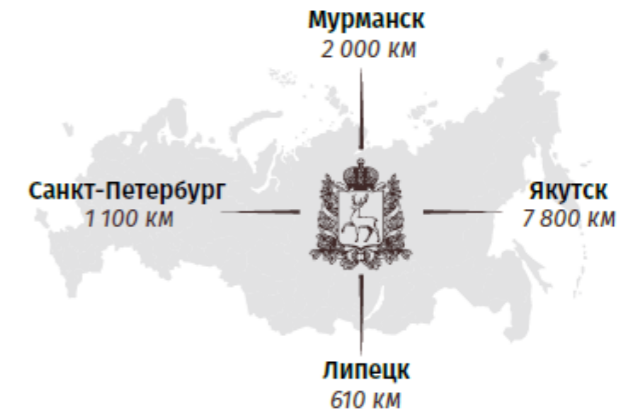 Мурманск
2 000 км
Санкт-Петербург
1 100 км
Якутск
7 800 км
Липецк
610 км